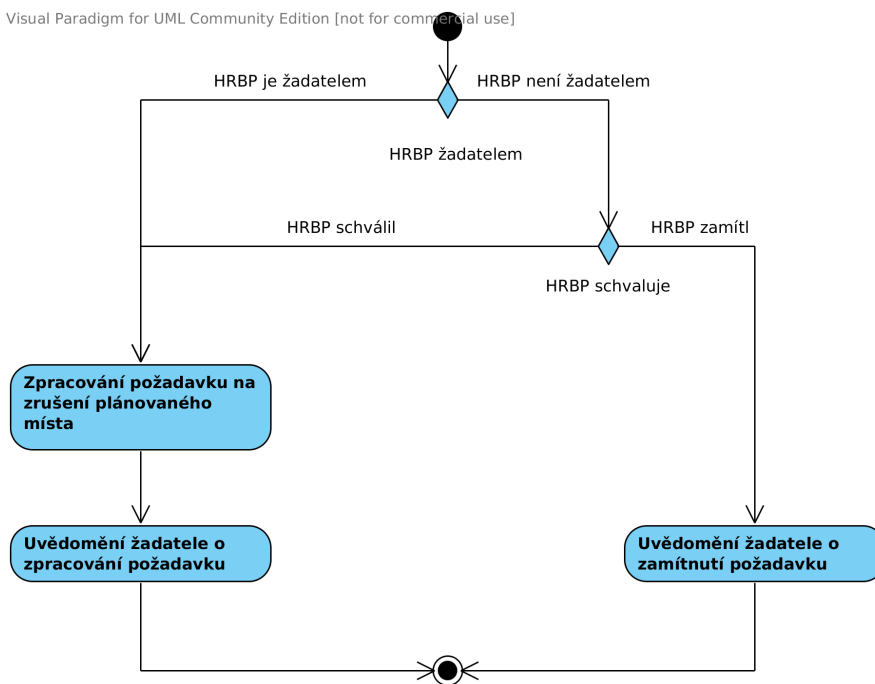 Visual Paradigm for UML Community Edition [not for commercial use]
HRBP je žadatelem
HRBP není žadatelem
HRBP žadatelem
HRBP schválil
HRBP zamítl
HRBP schvaluje
Zpracování požadavku na
zrušení plánovaného
místa
Uvědomění žadatele o
zpracování požadavku
Uvědomění žadatele o
zamítnutí požadavku